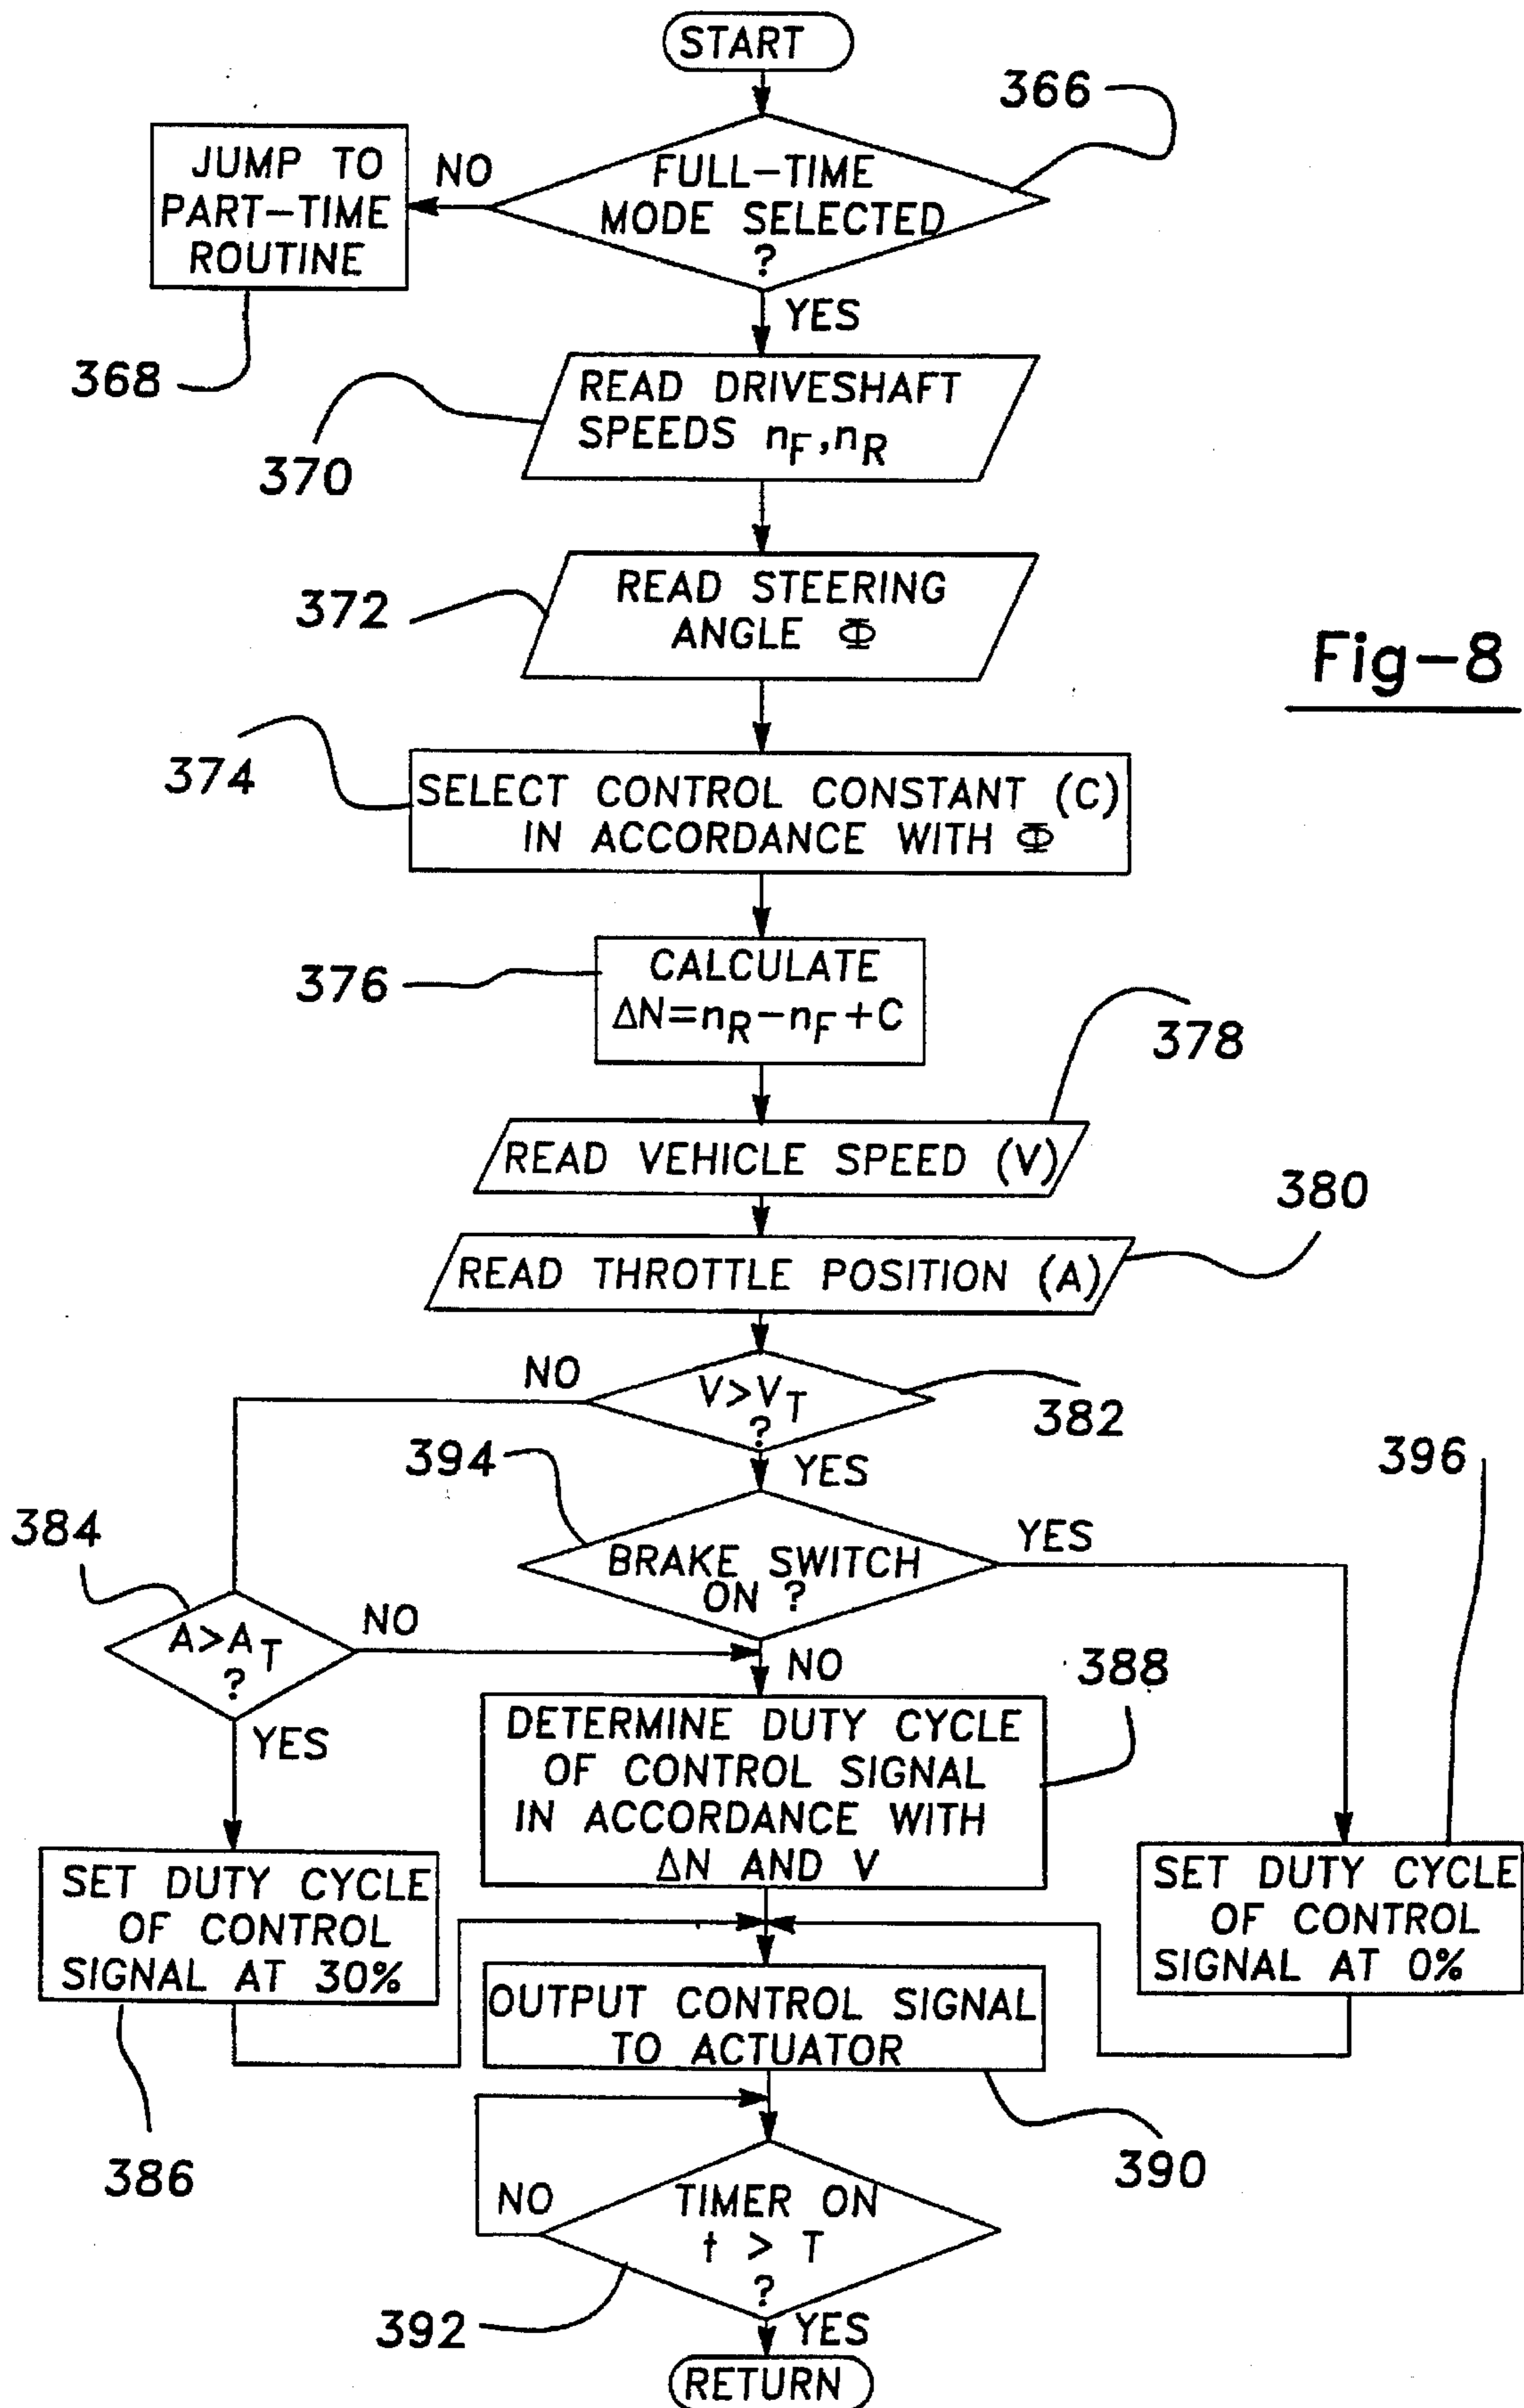 START
366
FULL-TIME
MODE SELECTED
?
NO
JUMP TO
PART-TIME
ROUTINE
368
YES
READ DRIVESHAFT
SPEEDS nF,nR
370
READ STEERING
ANGLE Φ
372
Fig-8
SELECT CONTROL CONSTANT (C)
IN ACCORDANCE WITH Φ
374
CALCULATE
ΔN=nR-nF+C
376
378
READ VEHICLE SPEED (V)
380
READ THROTTLE POSITION (A)
NO
V>VT
?
382
YES
394
396
384
BRAKE SWITCH
ON ?
YES
A>AT
?
NO
NO
388
YES
DETERMINE DUTY CYCLE
OF CONTROL SIGNAL
IN ACCORDANCE WITH
ΔN AND V
SET DUTY CYCLE
OF CONTROL
SIGNAL AT 30%
SET DUTY CYCLE
OF CONTROL
SIGNAL AT 0%
OUTPUT CONTROL SIGNAL
TO ACTUATOR
386
390
NO
TIMER ON
t > T
?
392
YES
RETURN